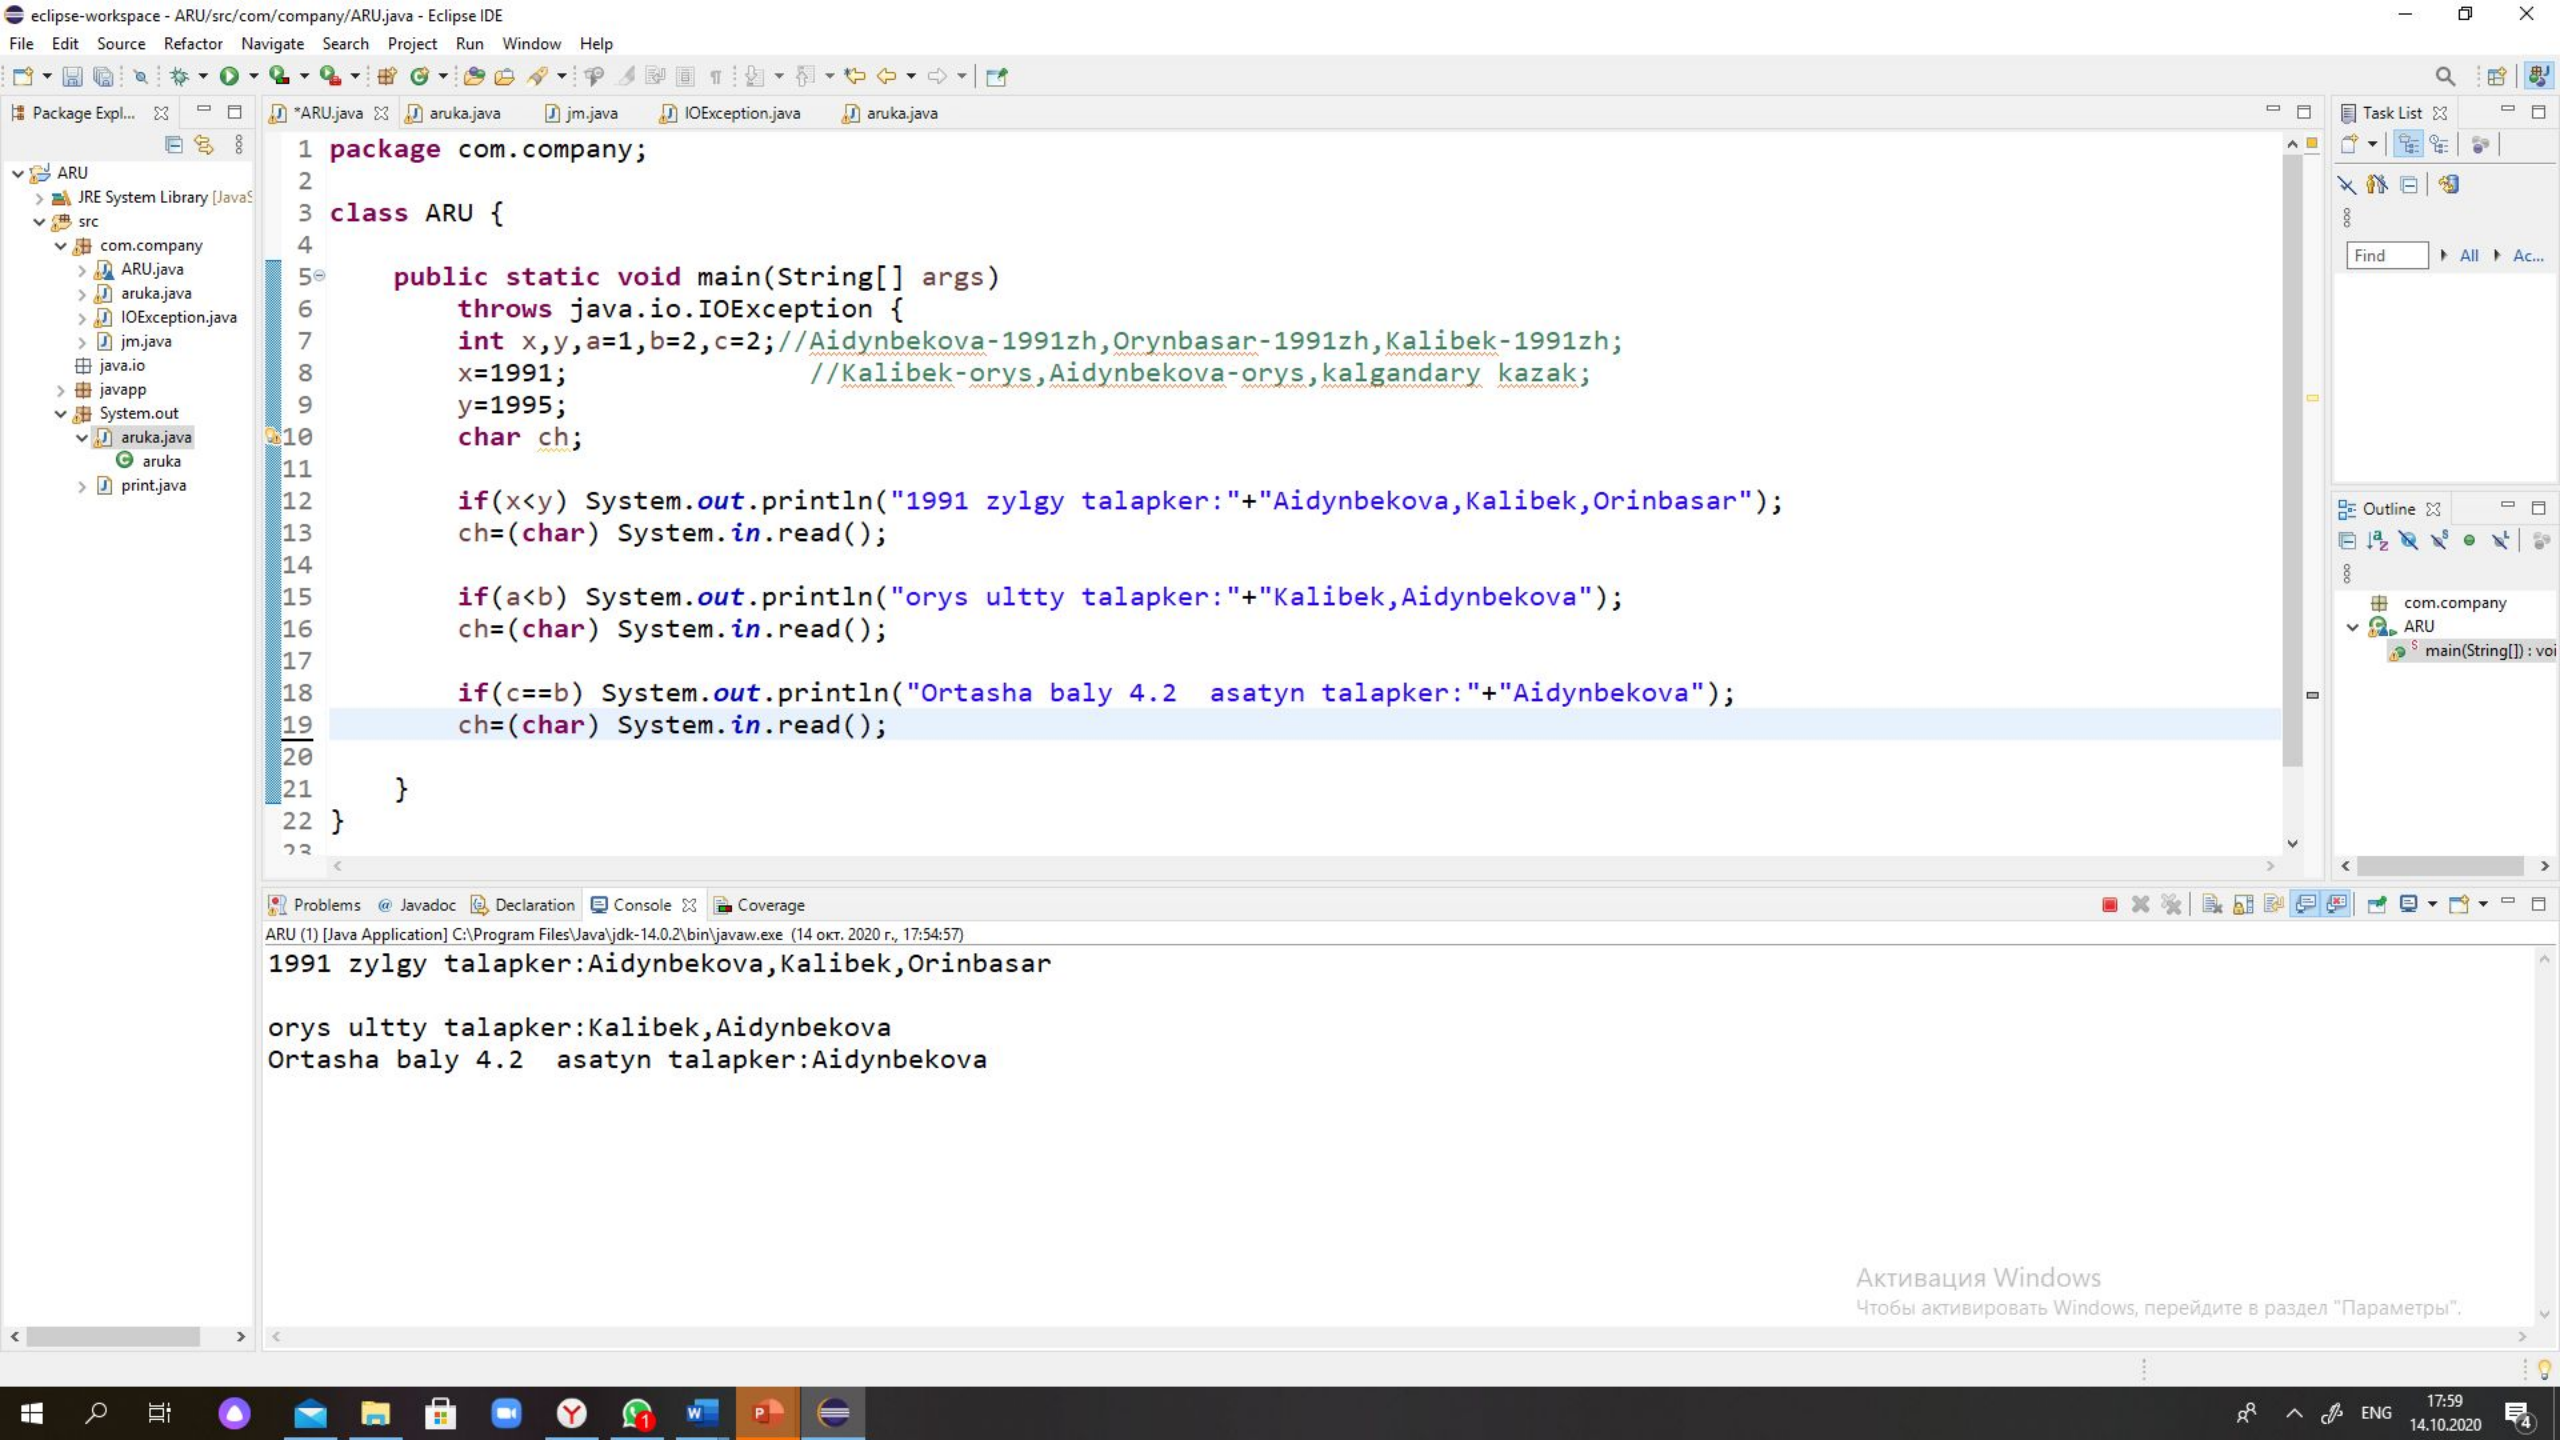 eclipse-workspace - ARU/src/com/company/ARU.java - Eclipse IDE
File Edit Source Refactor Navigate Search Project Run Window Help
Package Expl...
ARU
JRE System Library [JavaS
src
com.company
ARU.java
aruka.java
IOException.java
jm.java
java.io
javapp
System.out
aruka.java
aruka
print.java
*ARU.java aruka.java jm.java IOException.java aruka.java
1 package com.company;
2
3 class ARU {
4
5 public static void main(String[] args)
6 throws java.io.IOException {
7 int x,y,a=1,b=2,c=2;//Aidynbekova-1991zh,Orynbasar-1991zh,Kalibek-1991zh;
8 x=1991; //Kalibek-orys,Aidynbekova-orys,kalgandary kazak;
9 y=1995;
10 char ch;
11
12 if(x<y) System.out.println("1991 zylgy talapker:"+"Aidynbekova,Kalibek,Orinbasar");
13 ch=(char) System.in.read();
14
15 if(a<b) System.out.println("orys ultty talapker:"+"Kalibek,Aidynbekova");
16 ch=(char) System.in.read();
17
18 if(c==b) System.out.println("Ortasha baly 4.2  asatyn talapker:"+"Aidynbekova");
19 ch=(char) System.in.read();
20
21 }
22 }
23
Task List
Find All Ac...
Outline
com.company
ARU
main(String[]) : voi
Problems @ Javadoc Declaration Console Coverage
ARU (1) [Java Application] C:\Program Files\Java\jdk-14.0.2\bin\javaw.exe (14 окт. 2020 г., 17:54:57)
1991 zylgy talapker:Aidynbekova,Kalibek,Orinbasar
orys ultty talapker:Kalibek,Aidynbekova
Ortasha baly 4.2  asatyn talapker:Aidynbekova
Активация Windows
Чтобы активировать Windows, перейдите в раздел "Параметры".
ENG
17:59
14.10.2020
4
1